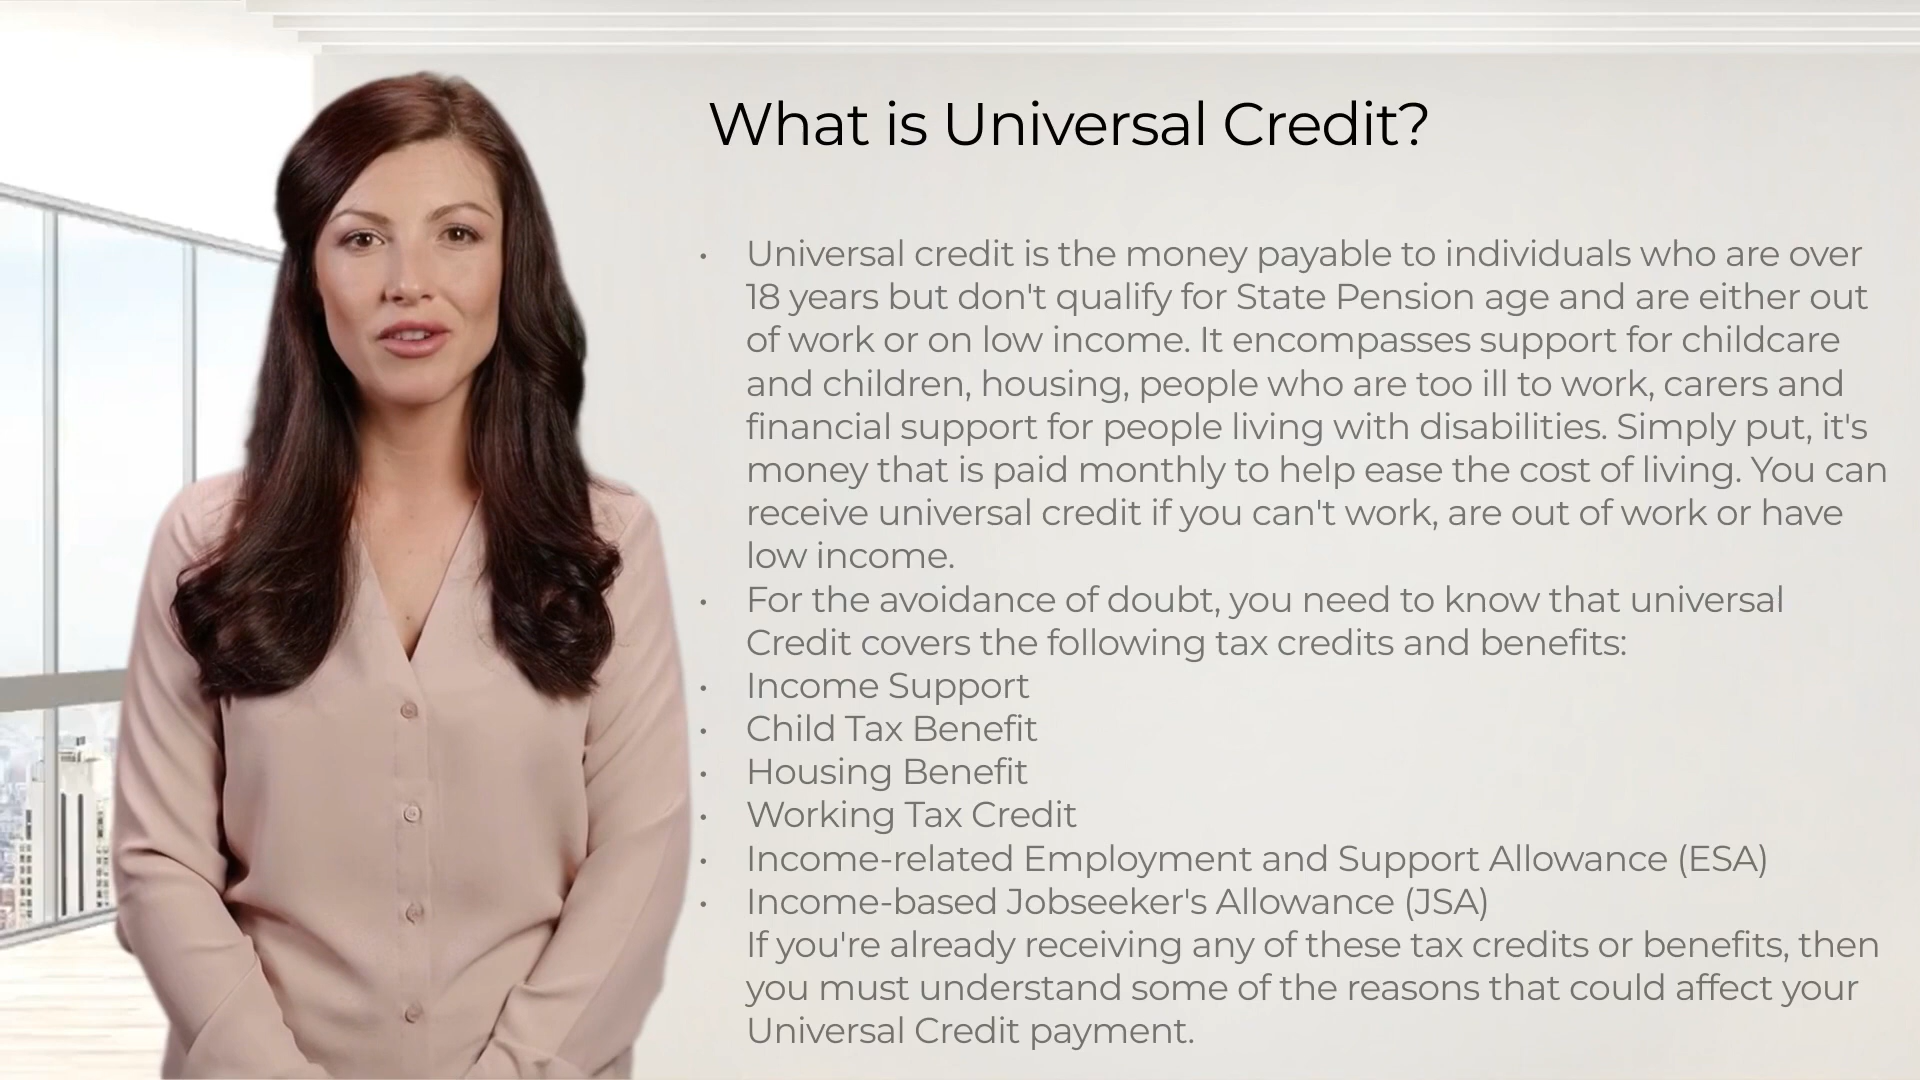 What is Universal Credit?
• Universal credit is the money payable to individuals who are over
18 years but don't qualify for State Pension age and are either out
of work or on low income. It encompasses support for childcare
and children, housing, people who are too ill to work, carers and
financial support for people living with disabilities. Simply put, it's
money that is paid monthly to help ease the cost of living. You can
receive universal credit if you can't work, are out of work or have
low income.
• For the avoidance of doubt, you need to know that universal
Credit covers the following tax credits and benefits:
• Income Support
• Child Tax Benefit
• Housing Benefit
• Working Tax Credit
• Income-related Employment and Support Allowance (ESA)
• Income-based Jobseeker's Allowance (JSA)
If you're already receiving any of these tax credits or benefits, then
you must understand some of the reasons that could affect your
Universal Credit payment.